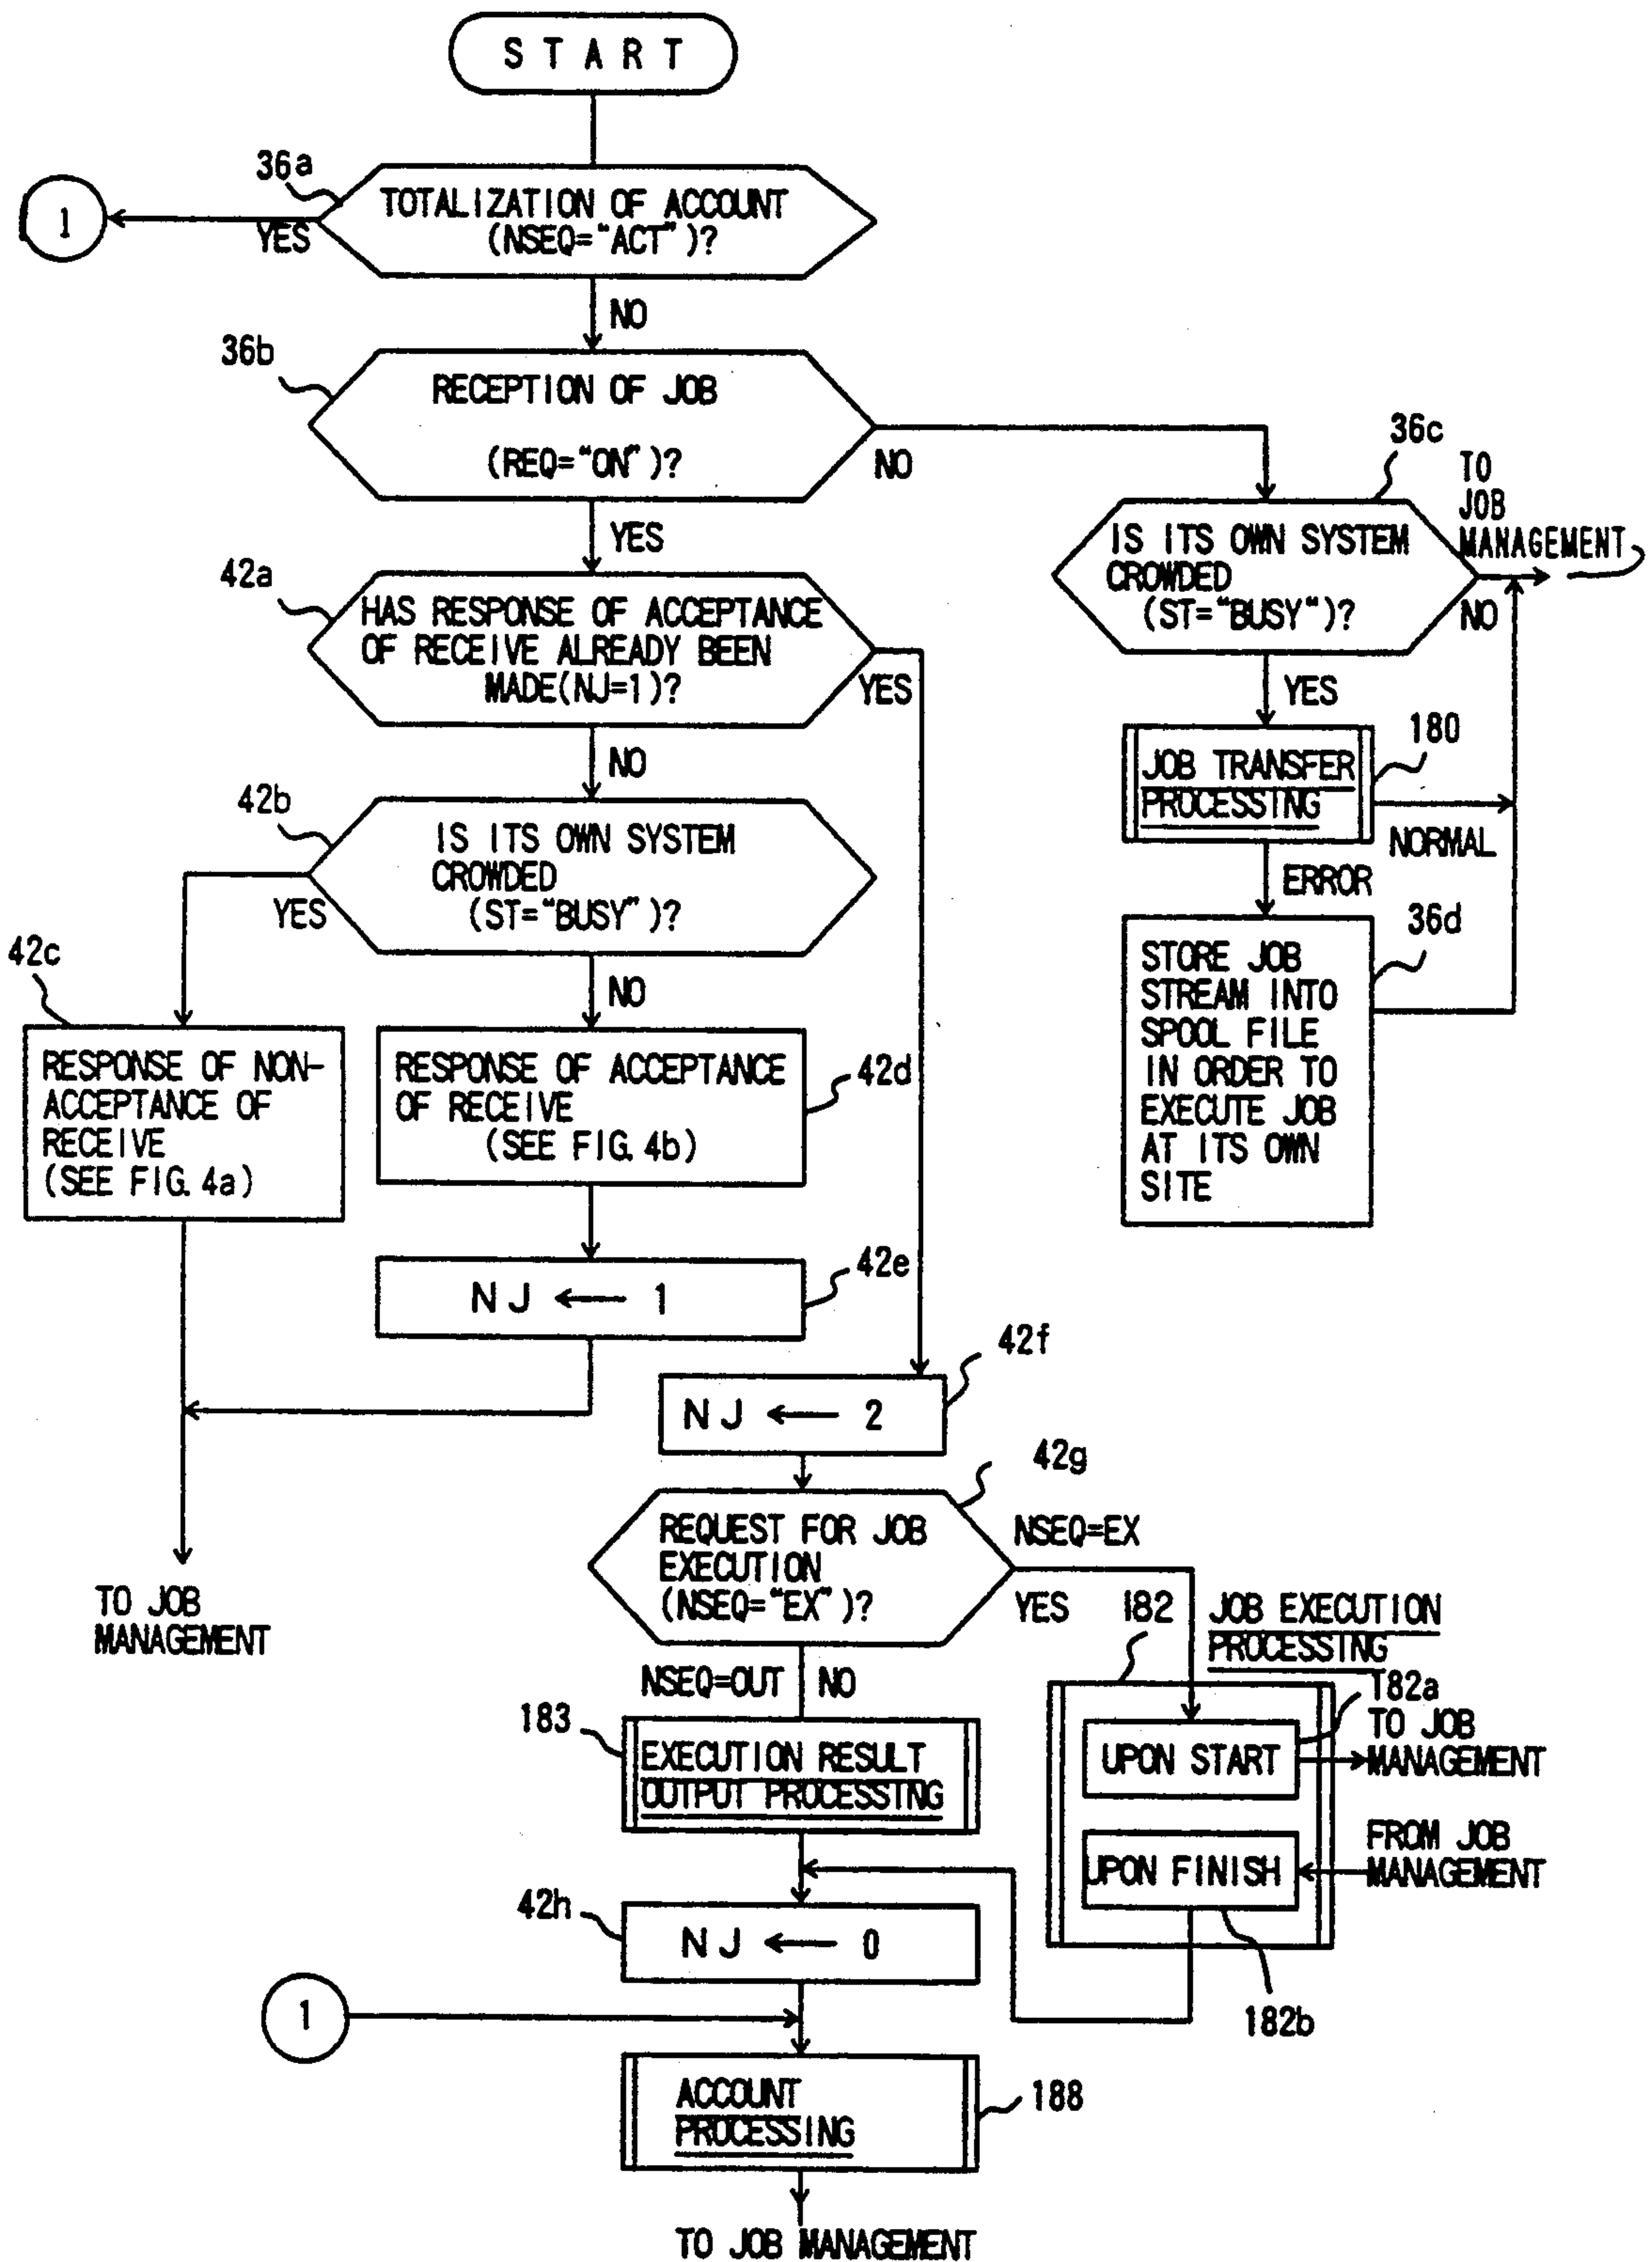 START
36a
TOTALIZATION OF ACCOUNT
(NSEQ="ACT")?
1
YES
NO
36b
RECEPTION OF JOB
(REQ="ON")?
NO
YES
36c
TO
JOB
MANAGEMENT
IS ITS OWN SYSTEM
CROWDED
(ST="BUSY")?
NO
YES
180
JOB TRANSFER
PROCESSING
NORMAL
ERROR
36d
STORE JOB
STREAM INTO
SPOOL FILE
IN ORDER TO
EXECUTE JOB
AT ITS OWN
SITE
42a
HAS RESPONSE OF ACCEPTANCE
OF RECEIVE ALREADY BEEN
MADE(NJ=1)?
YES
NO
42b
IS ITS OWN SYSTEM
CROWDED
(ST="BUSY")?
YES
NO
42c
RESPONSE OF NON-
ACCEPTANCE OF
RECEIVE
(SEE FIG. 4a)
RESPONSE OF ACCEPTANCE
OF RECEIVE
(SEE FIG. 4b)
42d
NJ ← 1
42e
TO JOB
MANAGEMENT
42f
NJ ← 2
42g
REQUEST FOR JOB
EXECUTION
(NSEQ="EX")?
NSEQ=EX
YES
182
JOB EXECUTION
PROCESSING
182a
UPON START
TO JOB
MANAGEMENT
UPON FINISH
FROM JOB
MANAGEMENT
182b
NSEQ=OUT NO
183
EXECUTION RESULT
OUTPUT PROCESSING
42h
NJ ← 0
1
ACCOUNT
PROCESSING
188
TO JOB MANAGEMENT